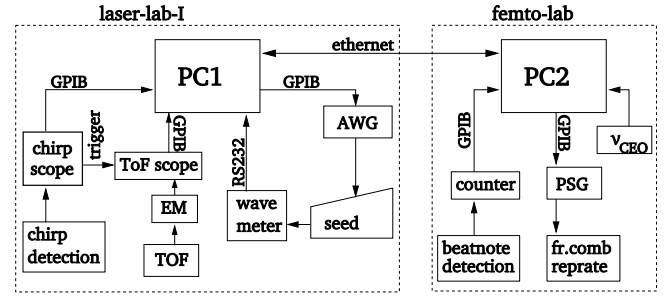 laser-lab-I
femto-lab
ethernet
PC1
PC2
GPIB
GPIB
AWG
trigger
GPIB
RS232
GPIB
GPIB
νCEO
chirp
scope
ToF scope
EM
wave
meter
seed
counter
PSG
chirp
detection
TOF
beatnote
detection
fr.comb
reprate